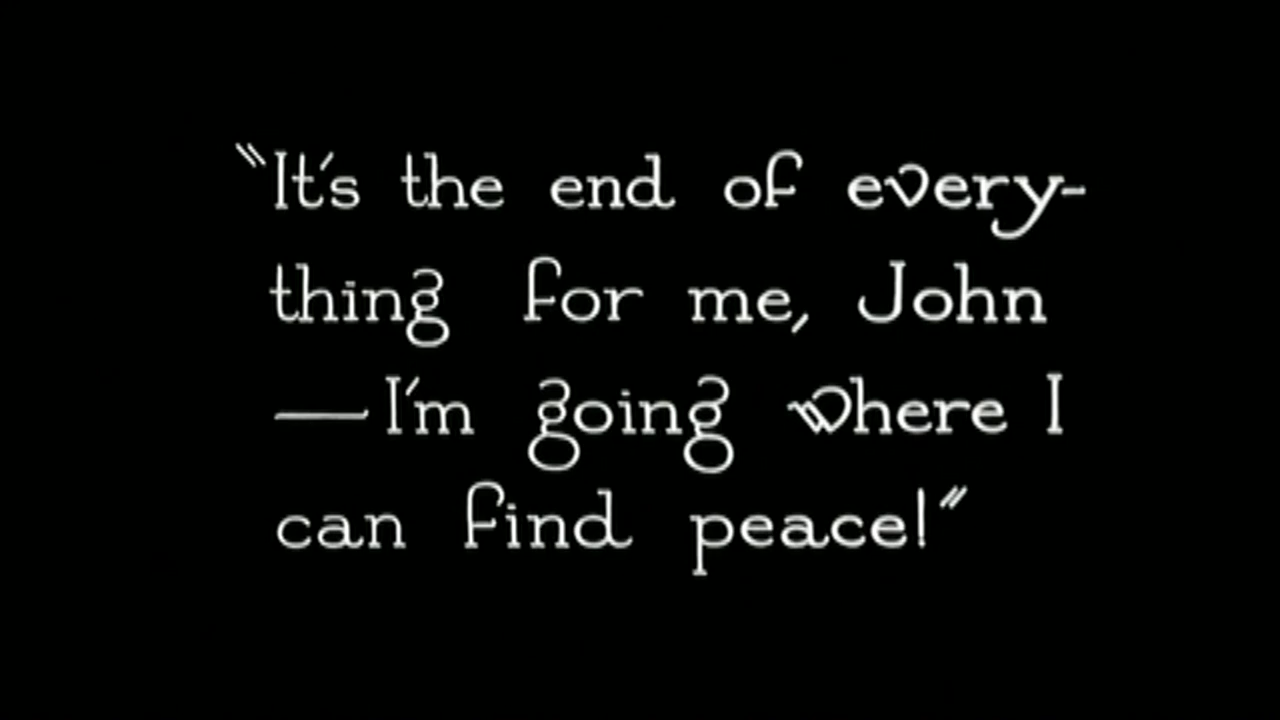 "It's the end of every-
thing for me, John
—I'm going where I
can find peace!"